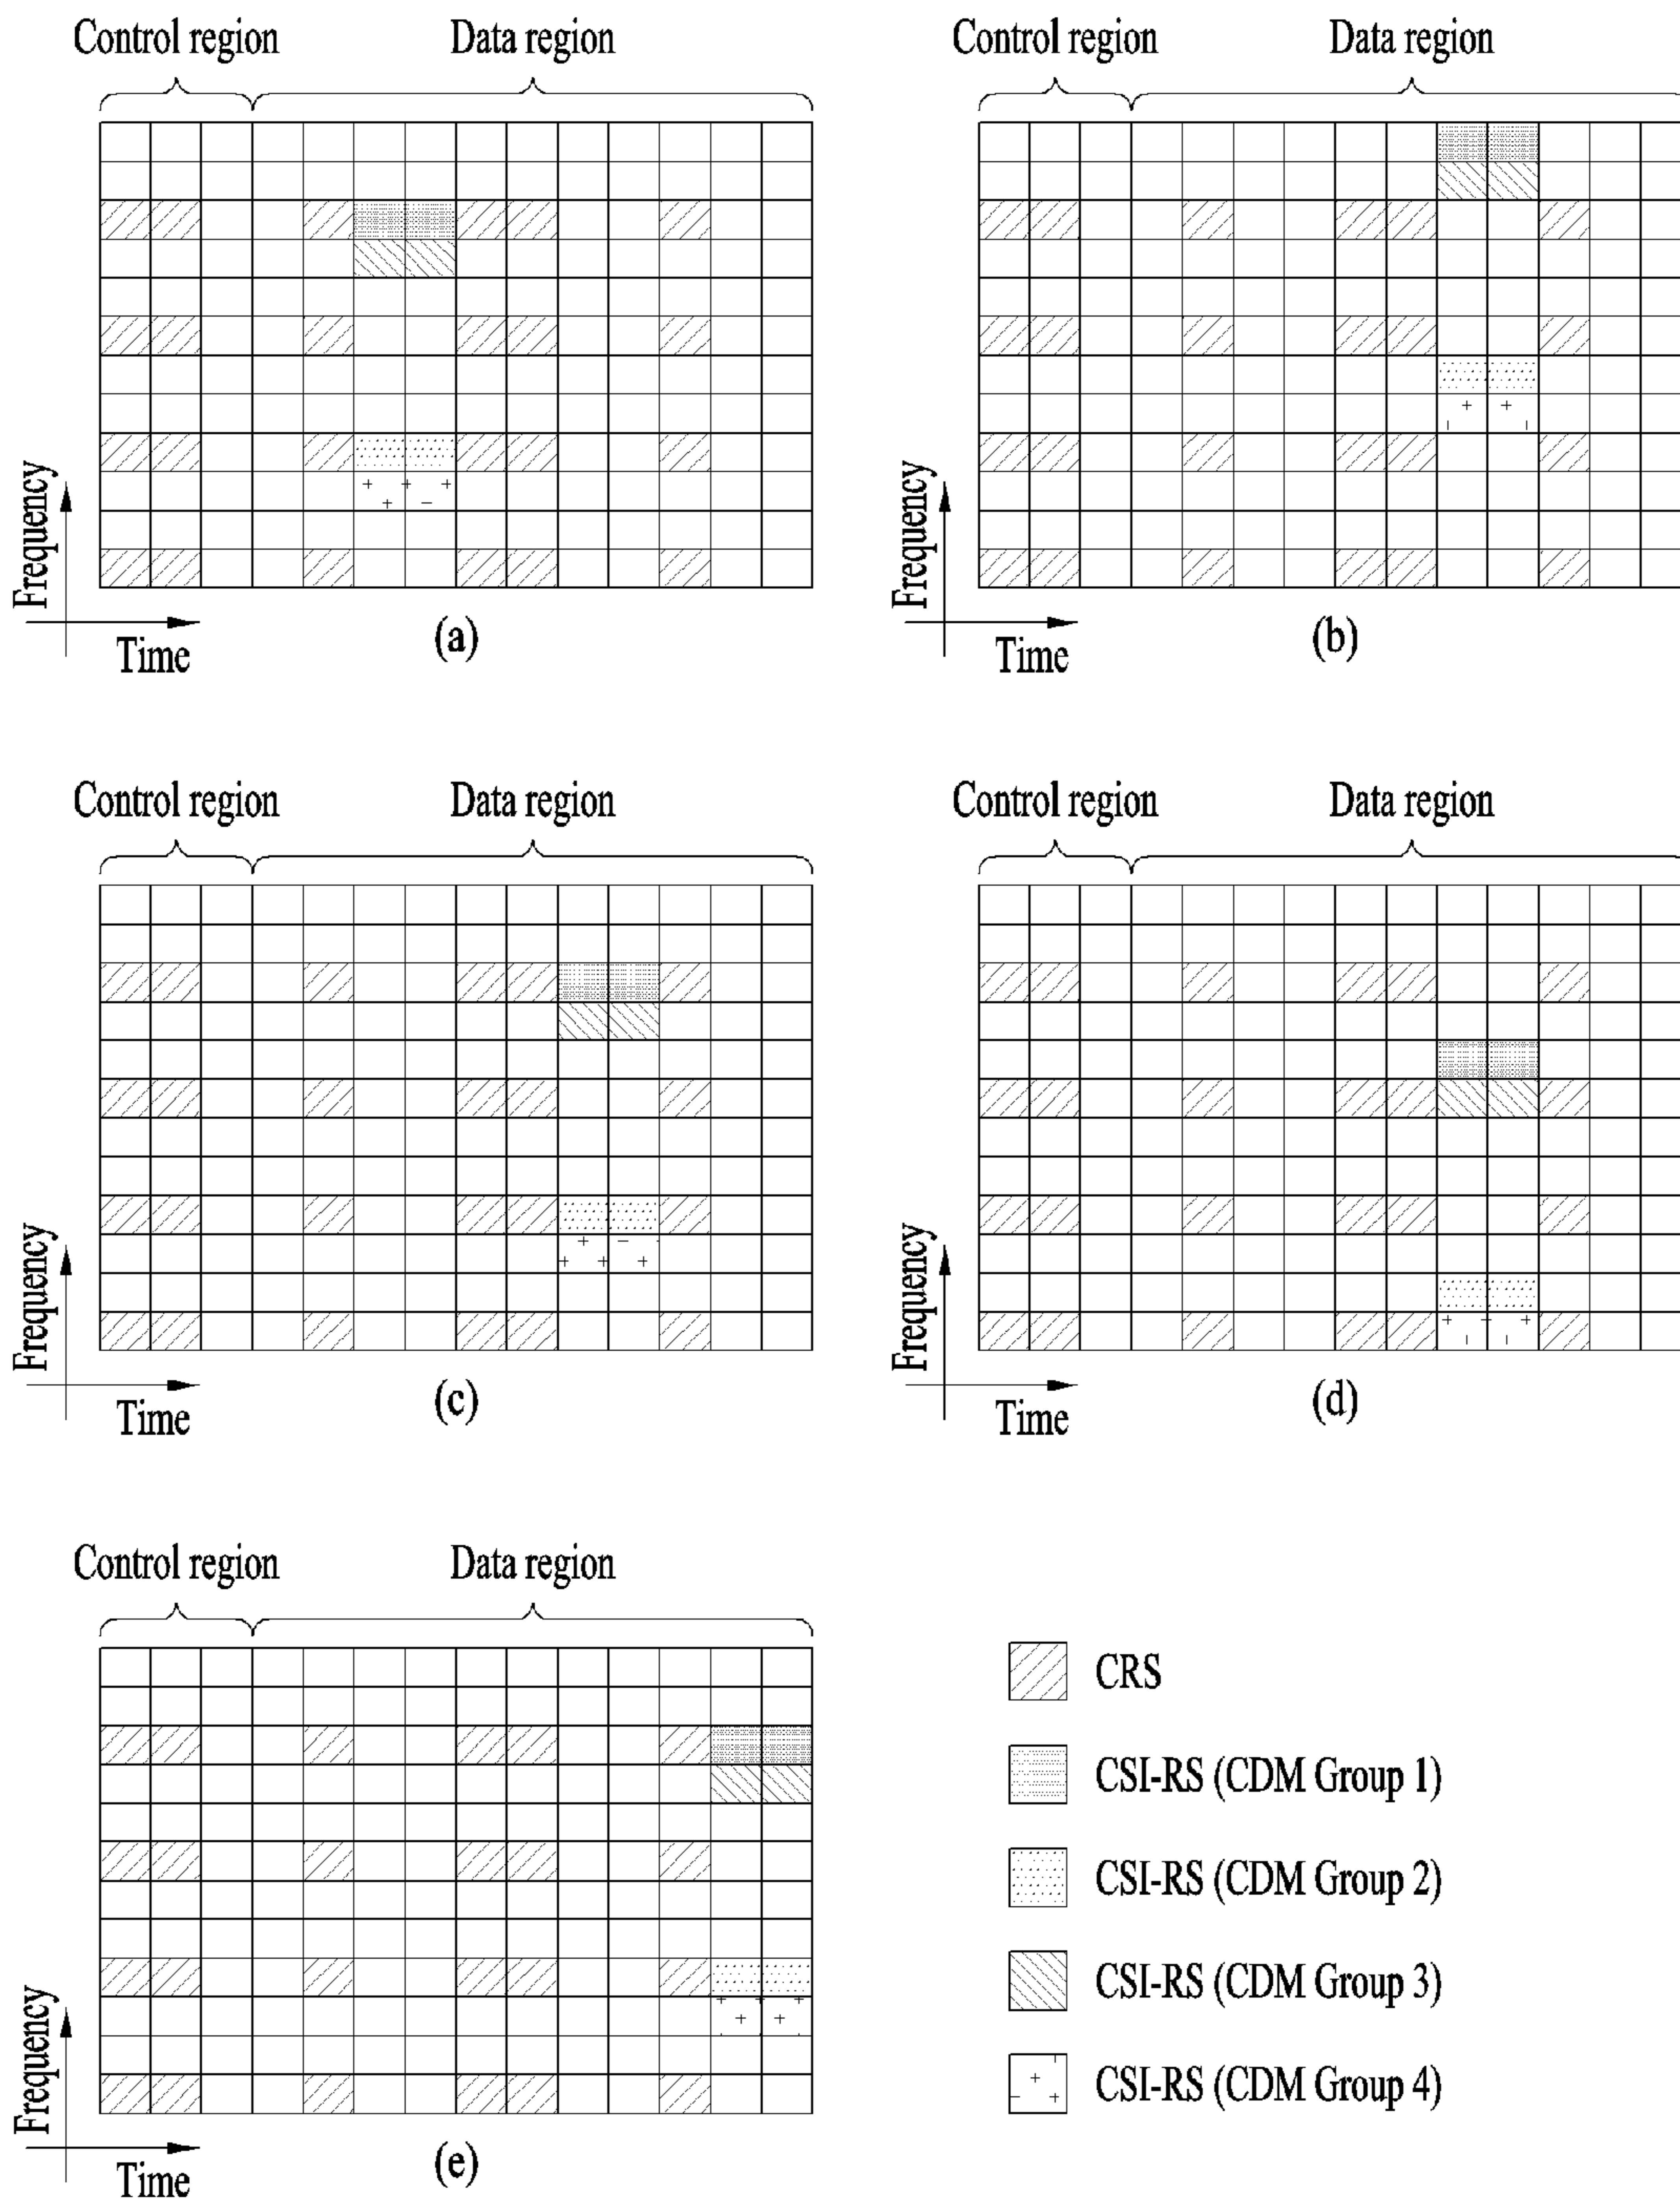 Control region Data region
Control region Data region
Frequency
Time
(a)
Frequency
Time
(b)
Control region Data region
Control region Data region
Frequency
Time
(c)
Frequency
Time
(d)
Control region Data region
Frequency
Time
(e)
CRS
CSI-RS (CDM Group 1)
CSI-RS (CDM Group 2)
CSI-RS (CDM Group 3)
CSI-RS (CDM Group 4)